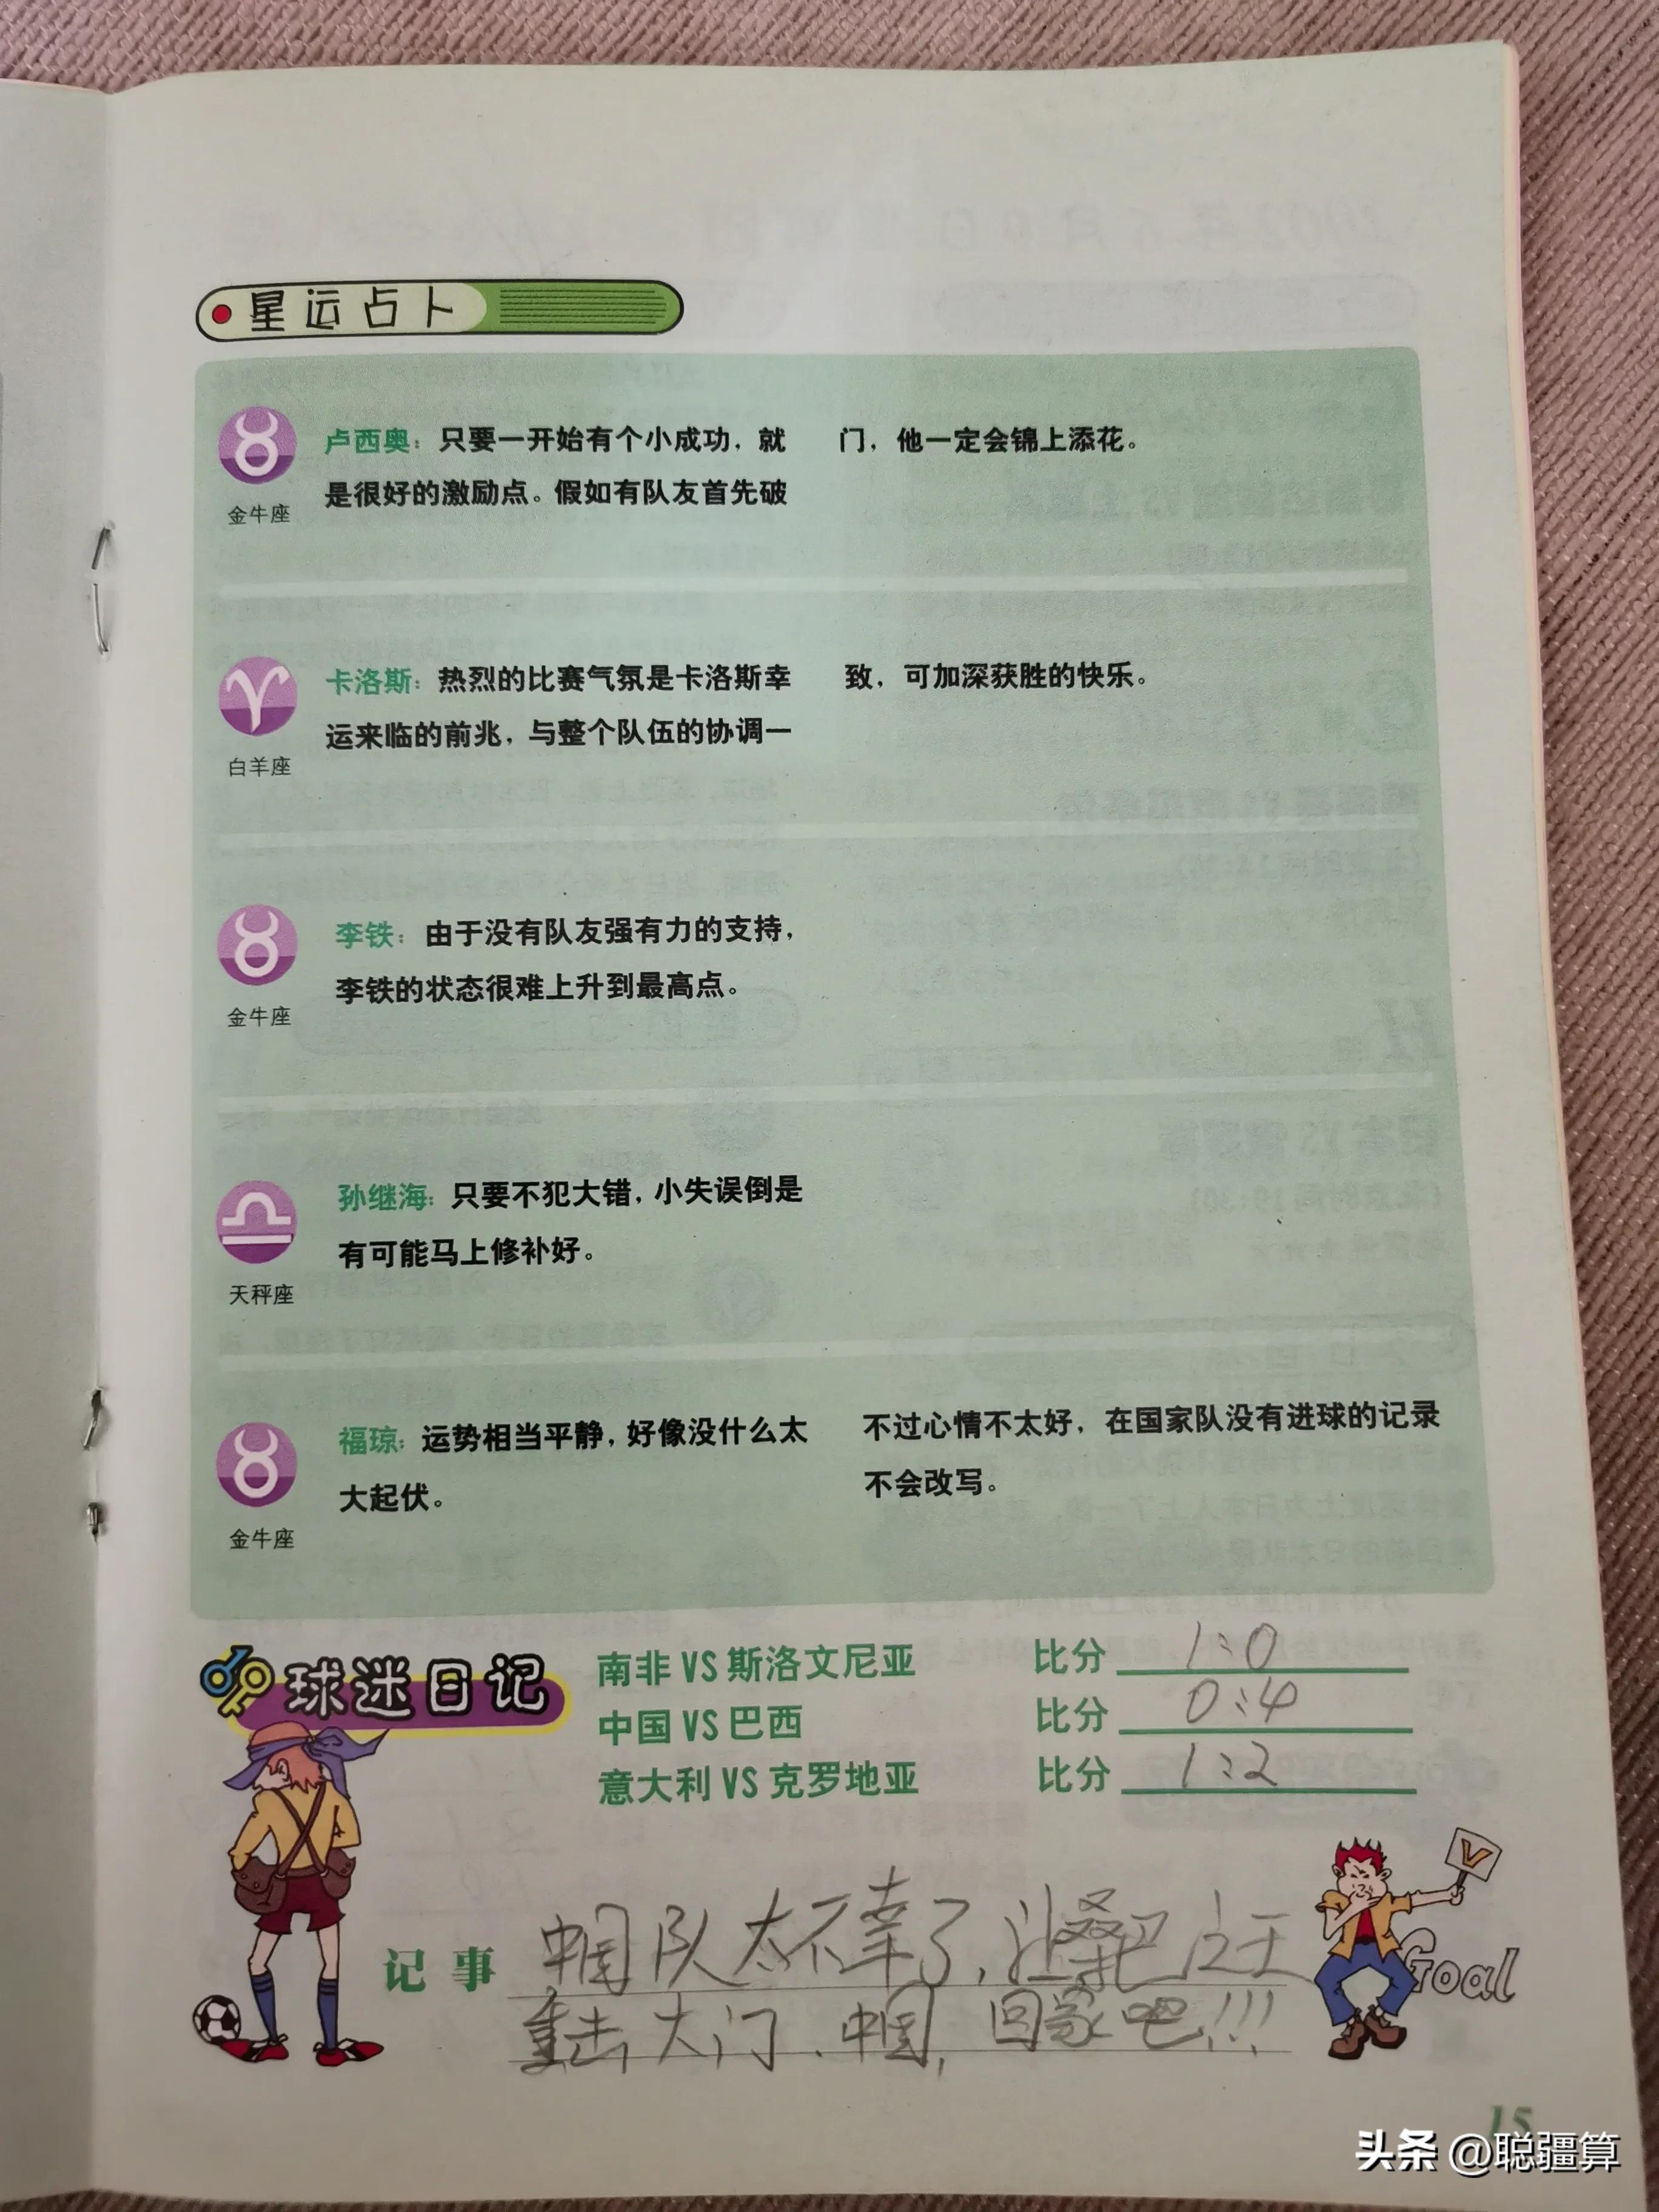 星运占卜
金牛座
卢西奥：只要一开始有个小成功，就
是很好的激励点。假如有队友首先破
门，他一定会锦上添花。
白羊座
卡洛斯：热烈的比赛气氛是卡洛斯幸
运来临的前兆，与整个队伍的协调一
致，可加深获胜的快乐。
金牛座
李铁：由于没有队友强有力的支持，
李铁的状态很难上升到最高点。
天秤座
孙继海：只要不犯大错，小失误倒是
有可能马上修补好。
金牛座
福琼：运势相当平静，好像没什么太
大起伏。
不过心情不太好，在国家队没有进球的记录
不会改写。
球迷日记
南非 VS 斯洛文尼亚 比分 1:0
中国 VS 巴西 比分 0:4
意大利 VS 克罗地亚 比分 1:2
记事 中国队太不幸了，让桑巴之王
重击大门、中国，回家吧!!!
V
Goal
15
头条 @聪疆算